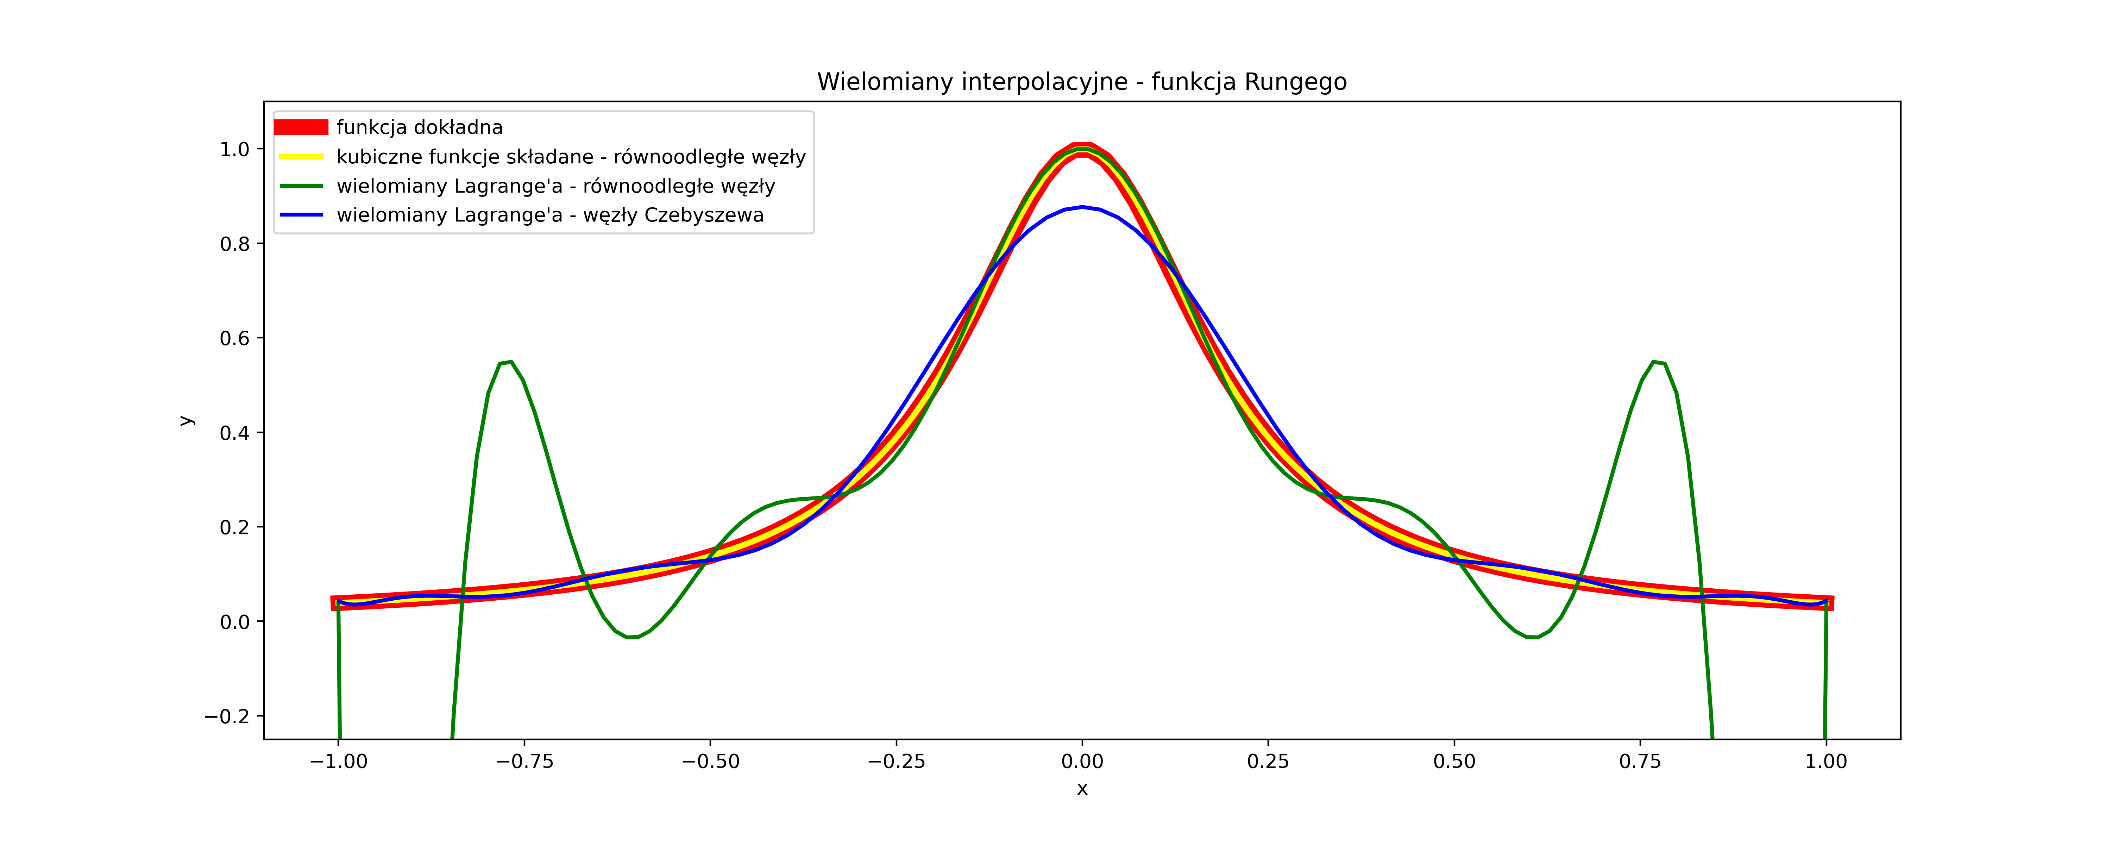 Wielomiany interpolacyjne - funkcja Rungego
funkcja dokładna
kubiczne funkcje składane - równoodległe węzły
wielomiany Lagrange'a - równoodległe węzły
wielomiany Lagrange'a - węzły Czebyszewa
1.0
0.8
0.6
0.4
0.2
0.0
−0.2
y
−1.00 −0.75 −0.50 −0.25 0.00 0.25 0.50 0.75 1.00
x